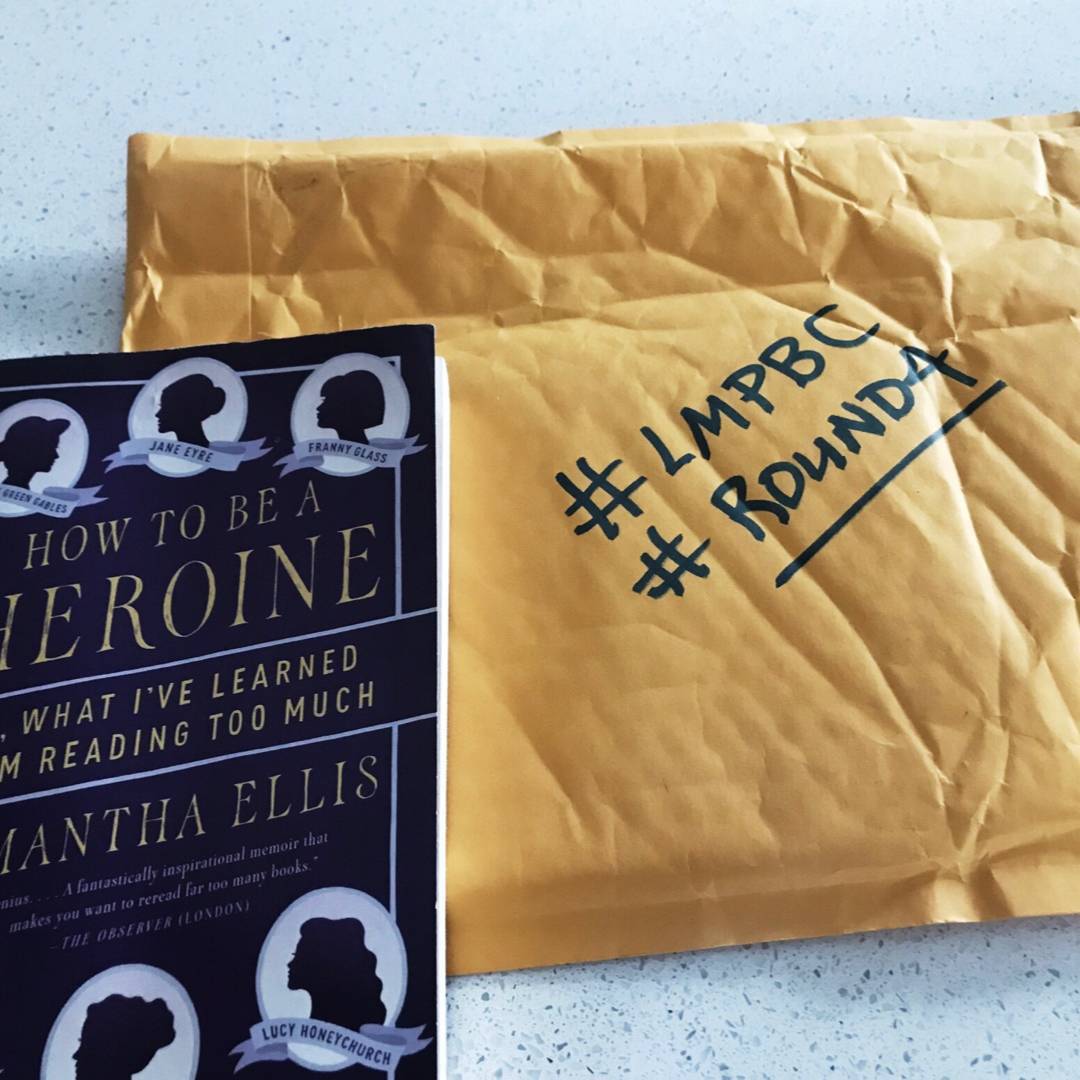 GREEN GABLES
JANE EYRE
FRANNY GLASS
HOW TO BE A
HEROINE
, WHAT I'VE LEARNED
M READING TOO MUCH
MANTHA ELLIS
nius. . . . A fantastically inspirational memoir that
makes you want to reread far too many books."
–THE OBSERVER (LONDON)
LUCY HONEYCHURCH
# LMPBC
# ROUND4